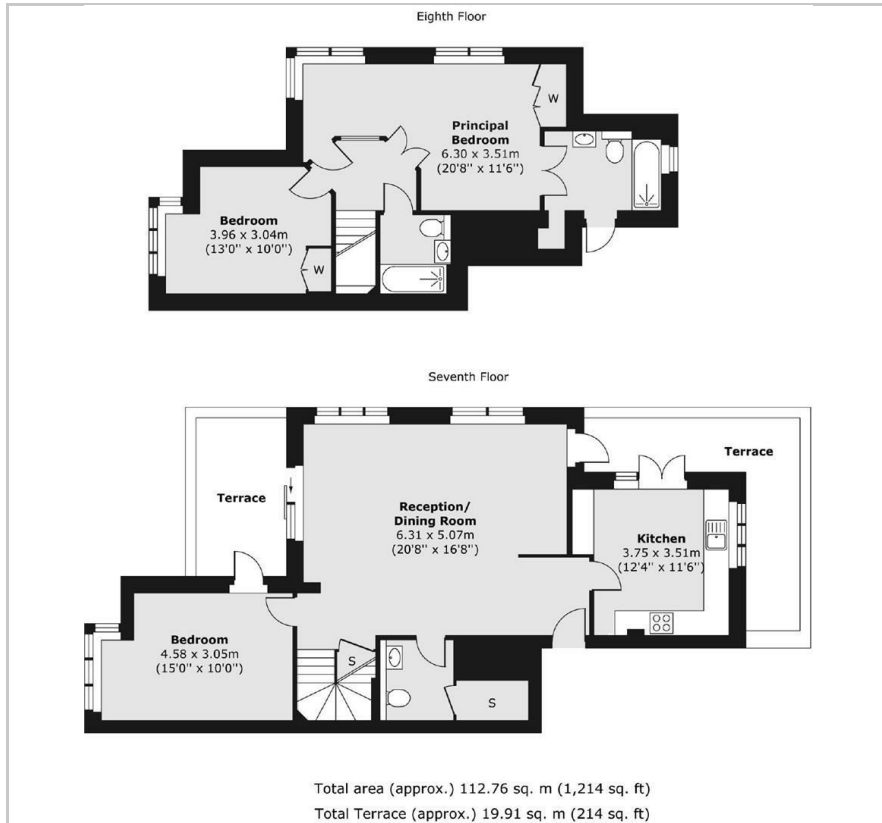 Eighth Floor
W
Principal
Bedroom
6.30 x 3.51m
(20'8" x 11'6")
Bedroom
3.96 x 3.04m
(13'0" x 10'0")
W
Seventh Floor
Terrace
Terrace
Reception/
Dining Room
6.31 x 5.07m
(20'8" x 16'8")
Kitchen
3.75 x 3.51m
(12'4" x 11'6")
Bedroom
4.58 x 3.05m
(15'0" x 10'0")
S
S
Total area (approx.) 112.76 sq. m (1,214 sq. ft)
Total Terrace (approx.) 19.91 sq. m (214 sq. ft)